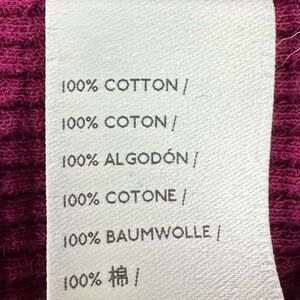 100% COTTON /
100% COTON /
100% ALGODÓN /
100% COTONE /
100% BAUMWOLLE /
100% 棉 /